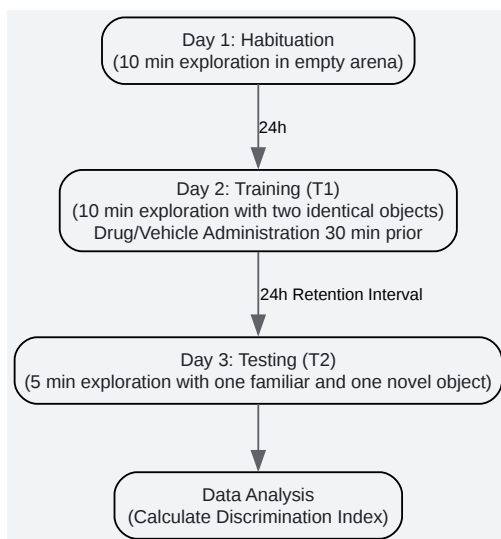 Day 1: Habituation
(10 min exploration in empty arena)
24h
Day 2: Training (T1)
(10 min exploration with two identical objects)
Drug/Vehicle Administration 30 min prior
24h Retention Interval
Day 3: Testing (T2)
(5 min exploration with one familiar and one novel object)
Data Analysis
(Calculate Discrimination Index)